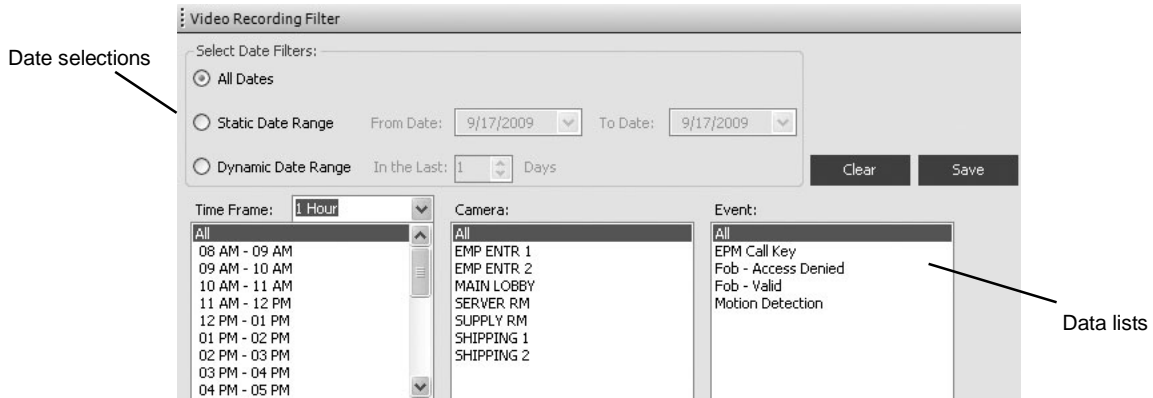 Video Recording Filter
Date selections
Select Date Filters:
All Dates
Static Date Range From Date: 9/17/2009 To Date: 9/17/2009
Dynamic Date Range In the Last: 1 Days
Clear Save
Time Frame: 1 Hour
All
08 AM - 09 AM
09 AM - 10 AM
10 AM - 11 AM
11 AM - 12 PM
12 PM - 01 PM
01 PM - 02 PM
02 PM - 03 PM
03 PM - 04 PM
04 PM - 05 PM
Camera:
All
EMP ENTR 1
EMP ENTR 2
MAIN LOBBY
SERVER RM
SUPPLY RM
SHIPPING 1
SHIPPING 2
Event:
All
EPM Call Key
Fob - Access Denied
Fob - Valid
Motion Detection
Data lists